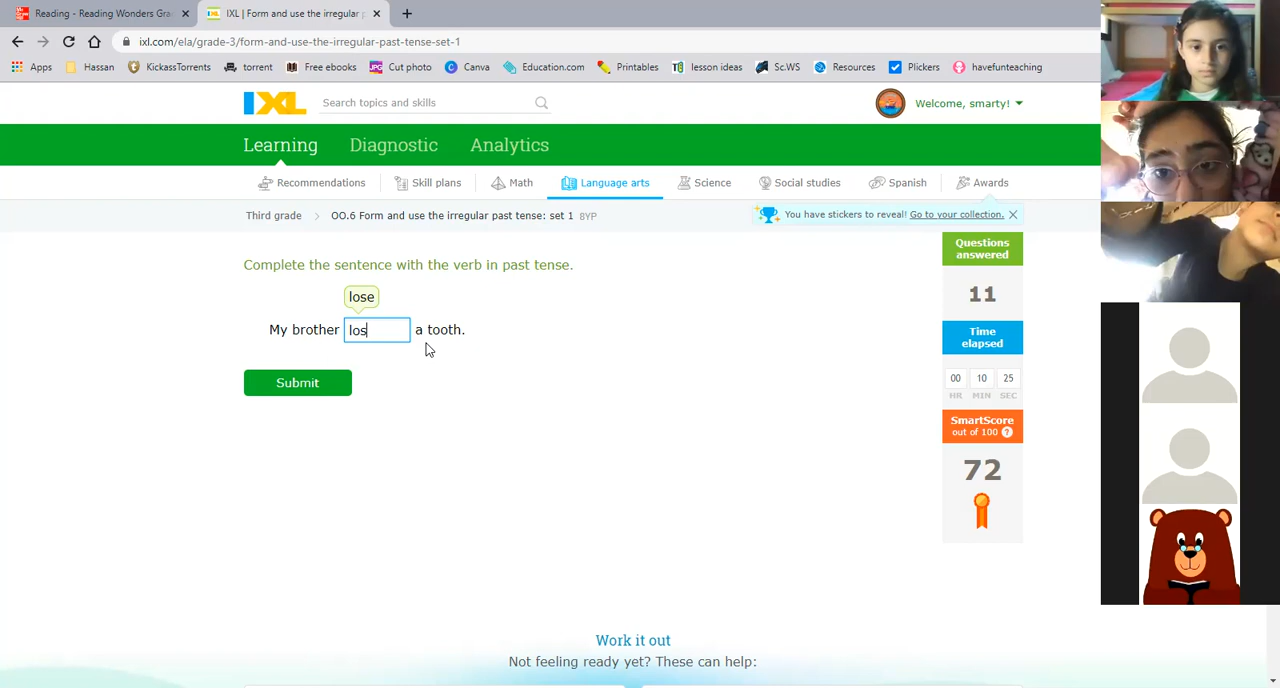 Reading - Reading Wonders Gra
IXL | Form and use the irregular p
ixl.com/ela/grade-3/form-and-use-the-irregular-past-tense-set-1
Apps Hassan KickassTorrents torrent Free ebooks Cut photo Canva Education.com Printables lesson ideas Sc.WS Resources Plickers havefunteaching
IXL Search topics and skills Welcome, smarty!
Learning Diagnostic Analytics
Recommendations Skill plans Math Language arts Science Social studies Spanish Awards
Third grade OO.6 Form and use the irregular past tense: set 1 8YP You have stickers to reveal! Go to your collection.
Complete the sentence with the verb in past tense.
lose
My brother los a tooth.
Submit
Questions
answered
11
Time
elapsed
00 10 25
HR MIN SEC
SmartScore
out of 100 ?
72
Work it out
Not feeling ready yet? These can help: